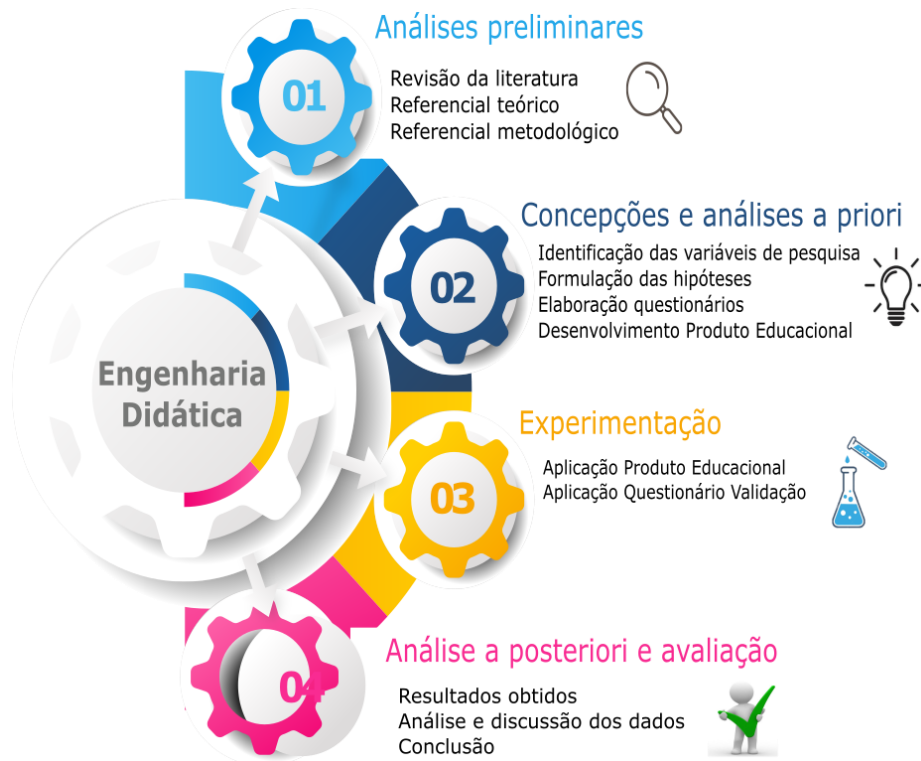 Análises preliminares
01
Revisão da literatura
Referencial teórico
Referencial metodológico
Concepções e análises a priori
02
Identificação das variáveis de pesquisa
Formulação das hipóteses
Elaboração questionários
Desenvolvimento Produto Educacional
Engenharia
Didática
Experimentação
03
Aplicação Produto Educacional
Aplicação Questionário Validação
Análise a posteriori e avaliação
04
Resultados obtidos
Análise e discussão dos dados
Conclusão